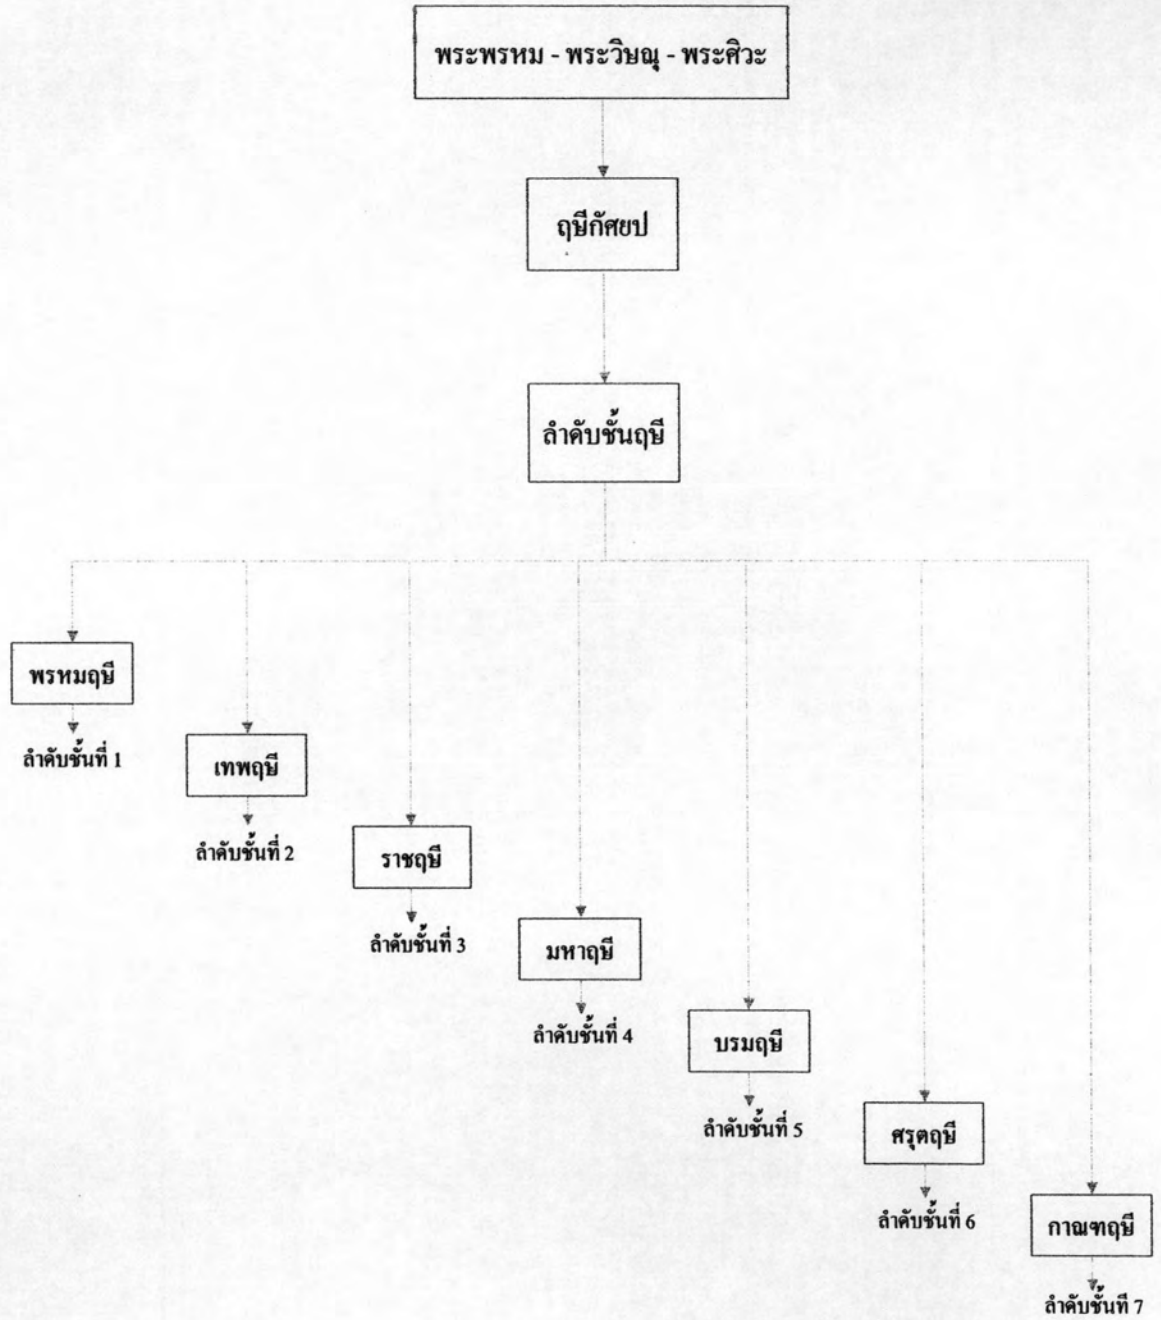 พระพรหม - พระวิษณุ - พระศิวะ
ฤษีกัศยป
ลำดับชั้นฤษี
พรหมฤษี
ลำดับชั้นที่ 1
เทพฤษี
ลำดับชั้นที่ 2
ราชฤษี
ลำดับชั้นที่ 3
มหาฤษี
ลำดับชั้นที่ 4
บรมฤษี
ลำดับชั้นที่ 5
ศรุตฤษี
ลำดับชั้นที่ 6
กาณฑฤษี
ลำดับชั้นที่ 7